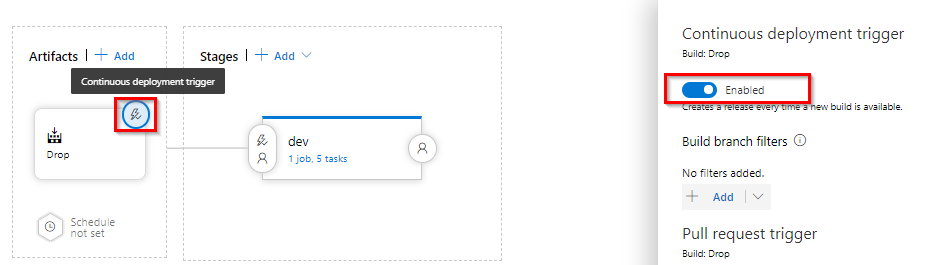 Artifacts | + Add
Stages | + Add
Continuous deployment trigger
Drop
dev
1 job, 5 tasks
Schedule
not set
Continuous deployment trigger
Build: Drop
Enabled
Creates a release every time a new build is available.
Build branch filters
No filters added.
+ Add
Pull request trigger
Build: Drop